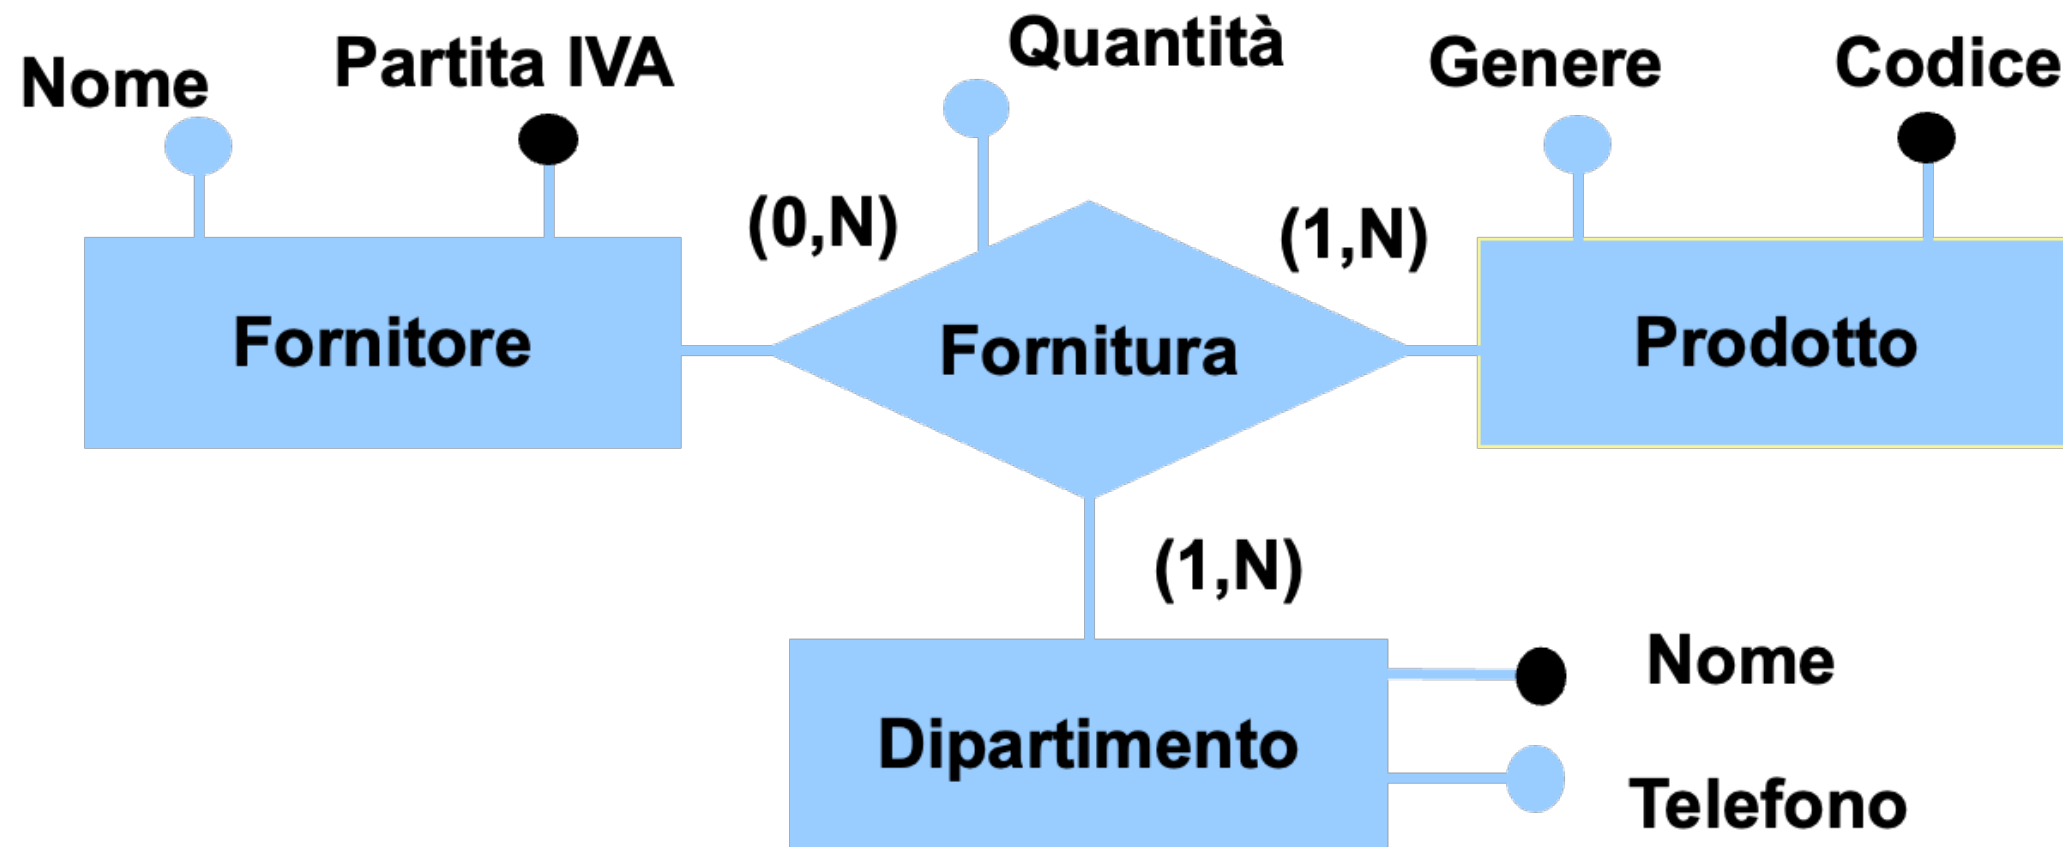 Nome
Partita IVA
Quantità
Genere
Codice
(0,N)
(1,N)
Fornitore
Fornitura
Prodotto
(1,N)
Nome
Dipartimento
Telefono